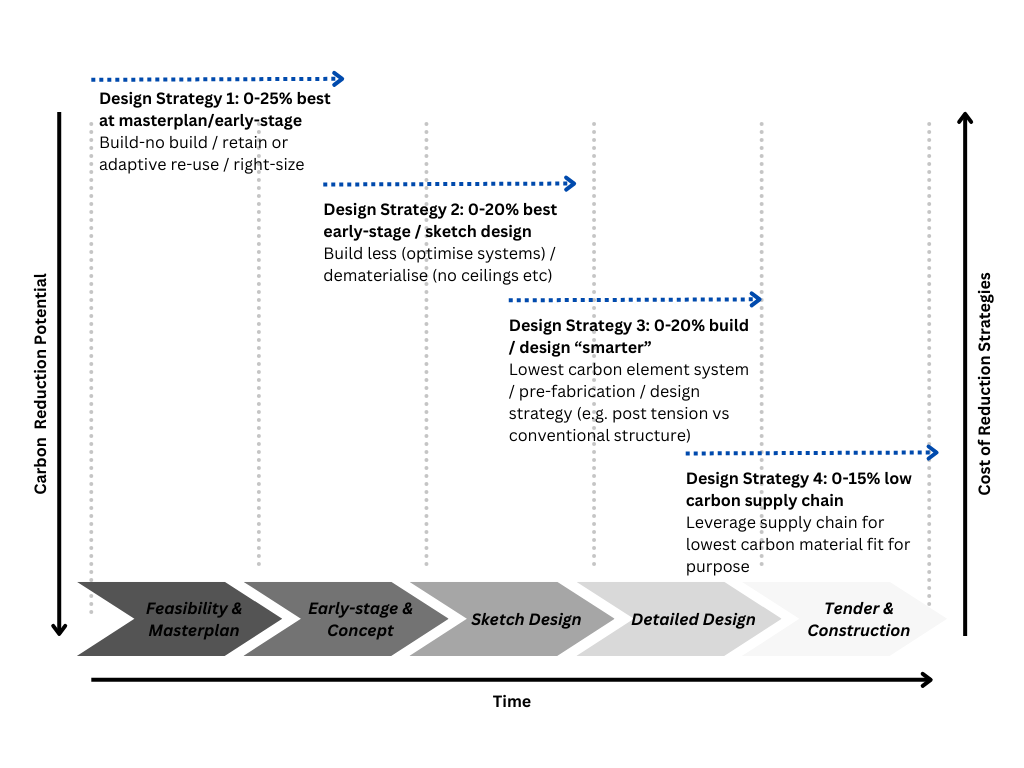 Design Strategy 1: 0-25% best
at masterplan/early-stage
Build-no build / retain or
adaptive re-use / right-size
Design Strategy 2: 0-20% best
early-stage / sketch design
Build less (optimise systems) /
dematerialise (no ceilings etc)
Design Strategy 3: 0-20% build
/ design “smarter”
Lowest carbon element system
/ pre-fabrication / design
strategy (e.g. post tension vs
conventional structure)
Design Strategy 4: 0-15% low
carbon supply chain
Leverage supply chain for
lowest carbon material fit for
purpose
Carbon Reduction Potential
Cost of Reduction Strategies
Feasibility &
Masterplan
Early-stage &
Concept
Sketch Design
Detailed Design
Tender &
Construction
Time